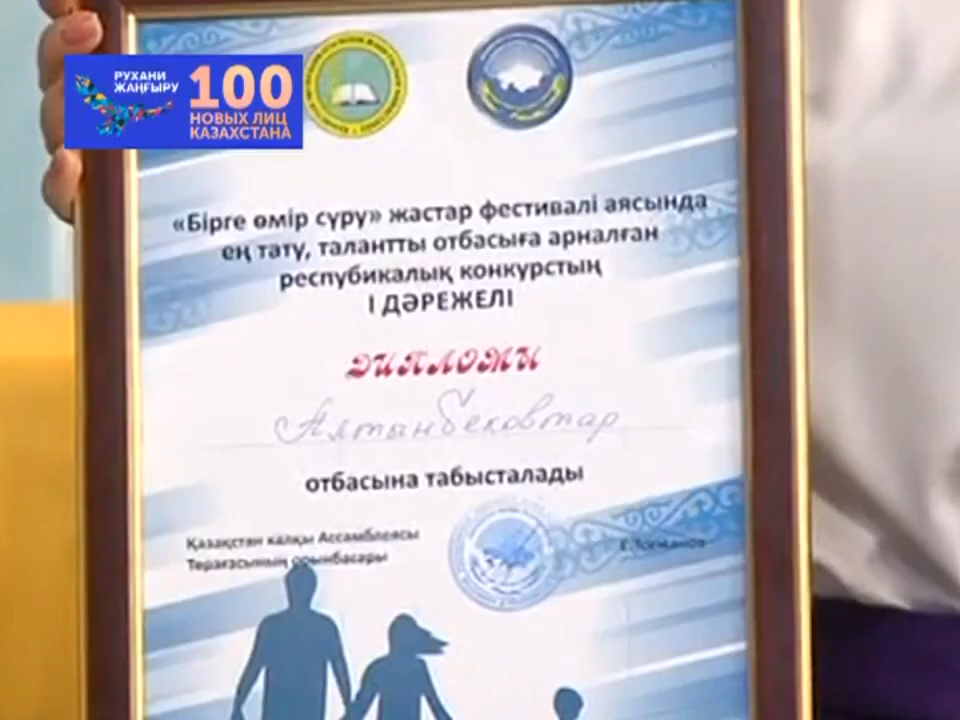 РУХАНИ
ЖАҢҒЫРУ
100
НОВЫХ ЛИЦ
КАЗАХСТАНА
«Бірге өмір сүру» жастар фестивалі аясында
ең тату, талантты отбасыға арналған
респубикалық конкурстың
І ДӘРЕЖЕЛІ
ДИПЛОМЫ
Алтынбековтар
отбасына табысталады
Қазақстан халқы Ассамблеясы
Төрағасының орынбасары